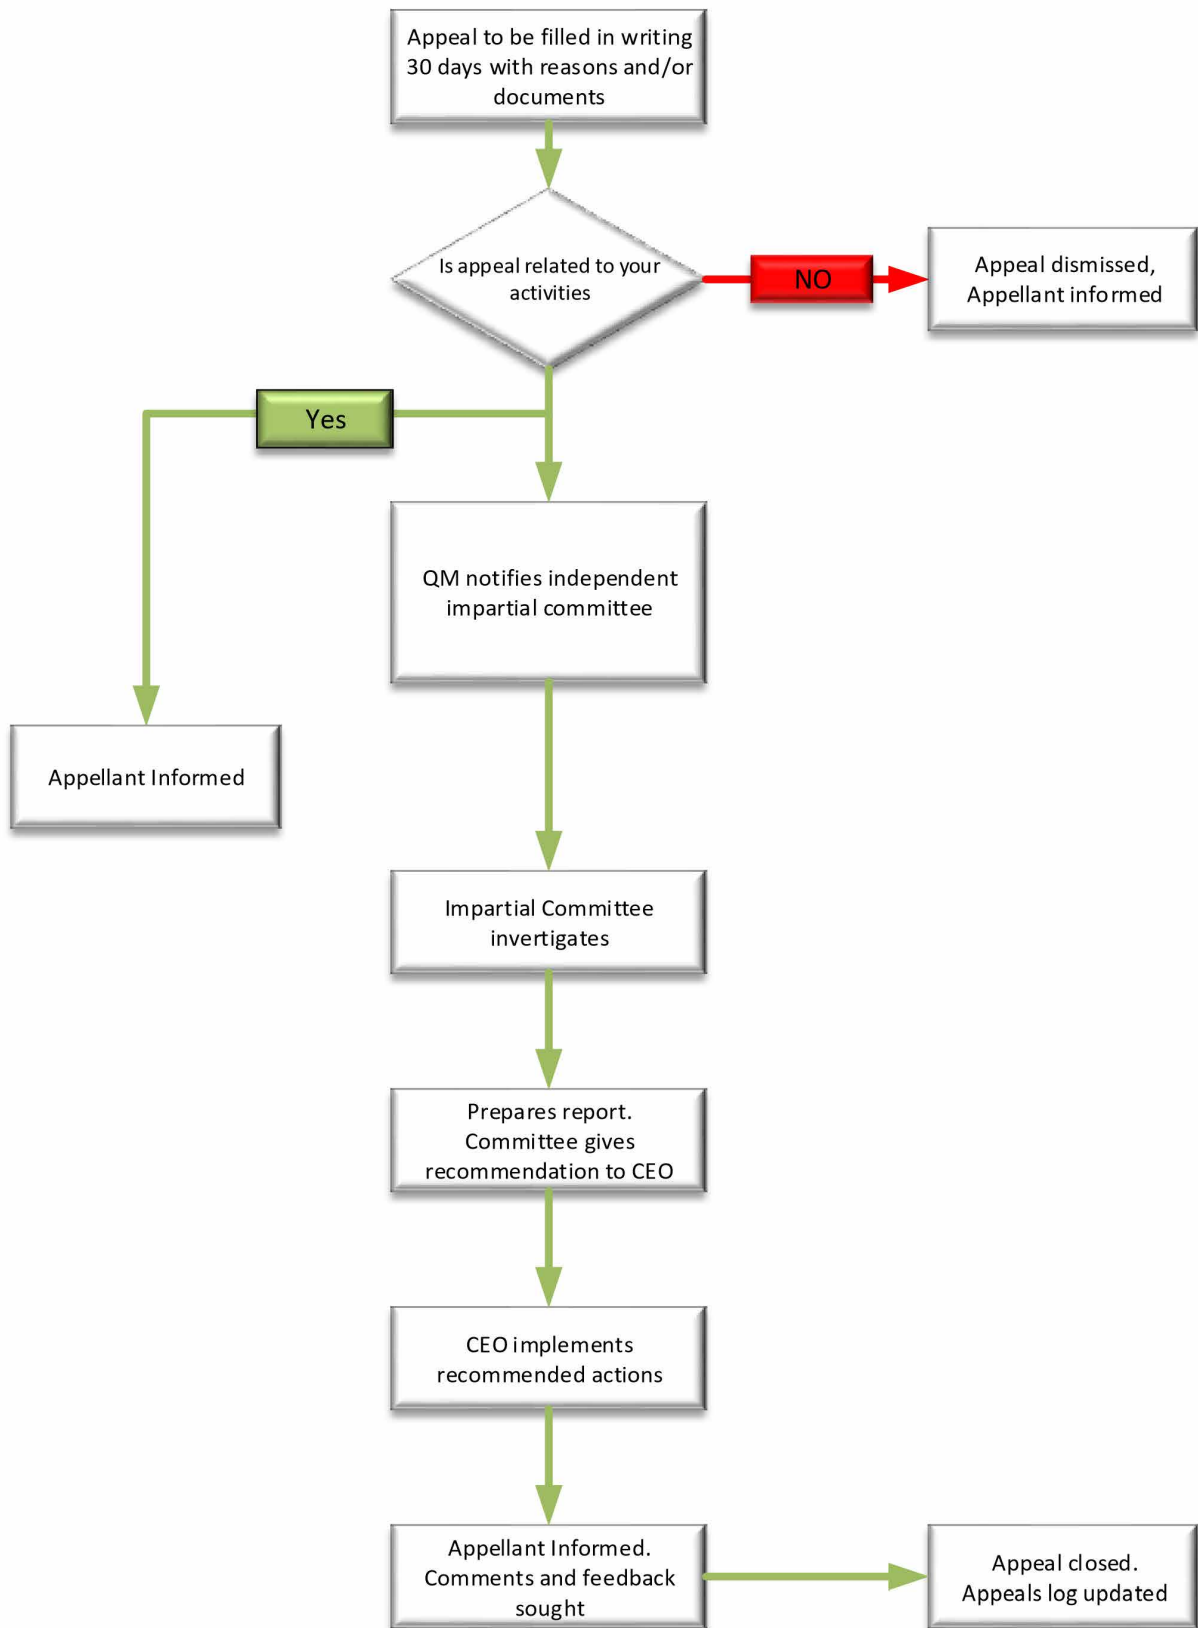 Appeal to be filled in writing
30 days with reasons and/or
documents
Is appeal related to your
activities
NO
Appeal dismissed,
Appellant informed
Yes
QM notifies independent
impartial committee
Appellant Informed
Impartial Committee
invertigates
Prepares report.
Committee gives
recommendation to CEO
CEO implements
recommended actions
Appellant Informed.
Comments and feedback
sought
Appeal closed.
Appeals log updated